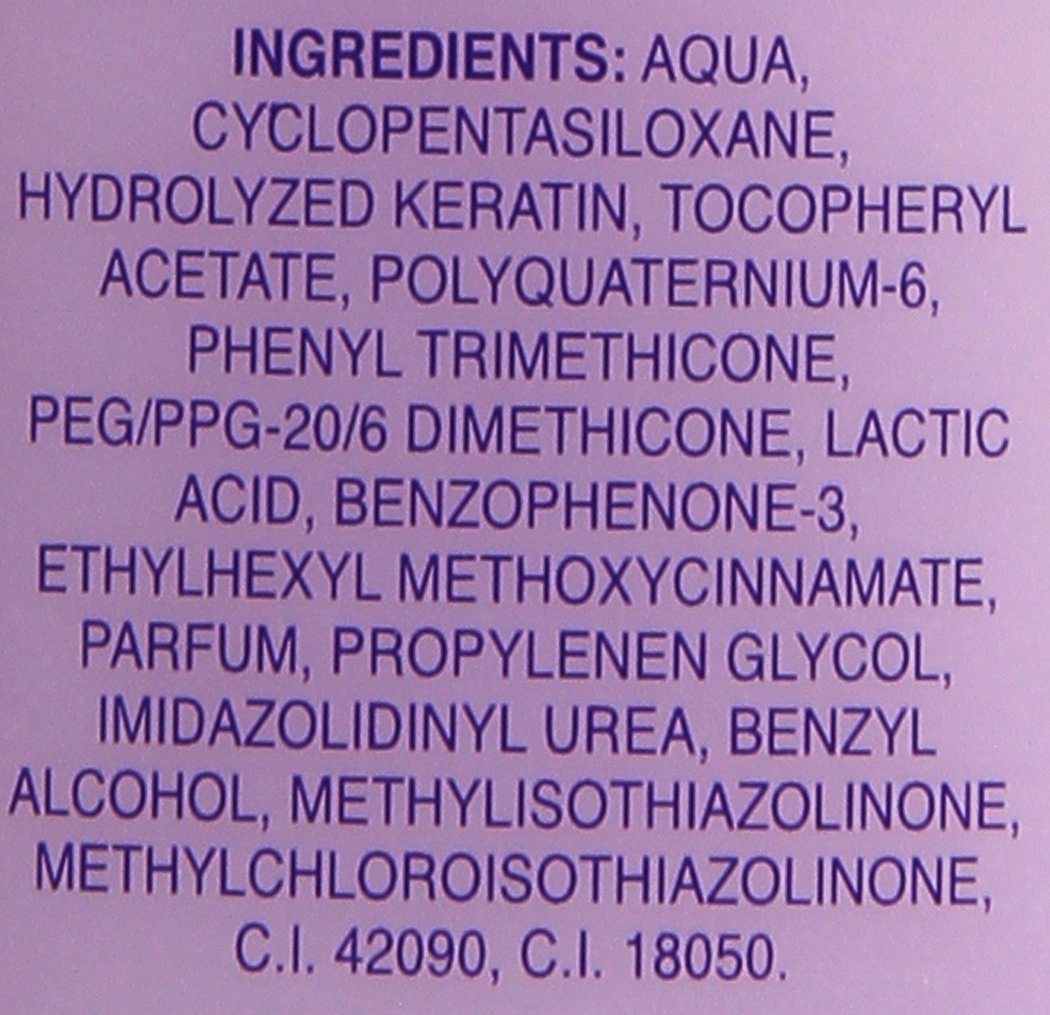 INGREDIENTS: AQUA,
CYCLOPENTASILOXANE,
HYDROLYZED KERATIN, TOCOPHERYL
ACETATE, POLYQUATERNIUM-6,
PHENYL TRIMETHICONE,
PEG/PPG-20/6 DIMETHICONE, LACTIC
ACID, BENZOPHENONE-3,
ETHYLHEXYL METHOXYCINNAMATE,
PARFUM, PROPYLENEN GLYCOL,
IMIDAZOLIDINYL UREA, BENZYL
ALCOHOL, METHYLISOTHIAZOLINONE,
METHYLCHLOROISOTHIAZOLINONE,
C.I. 42090, C.I. 18050.